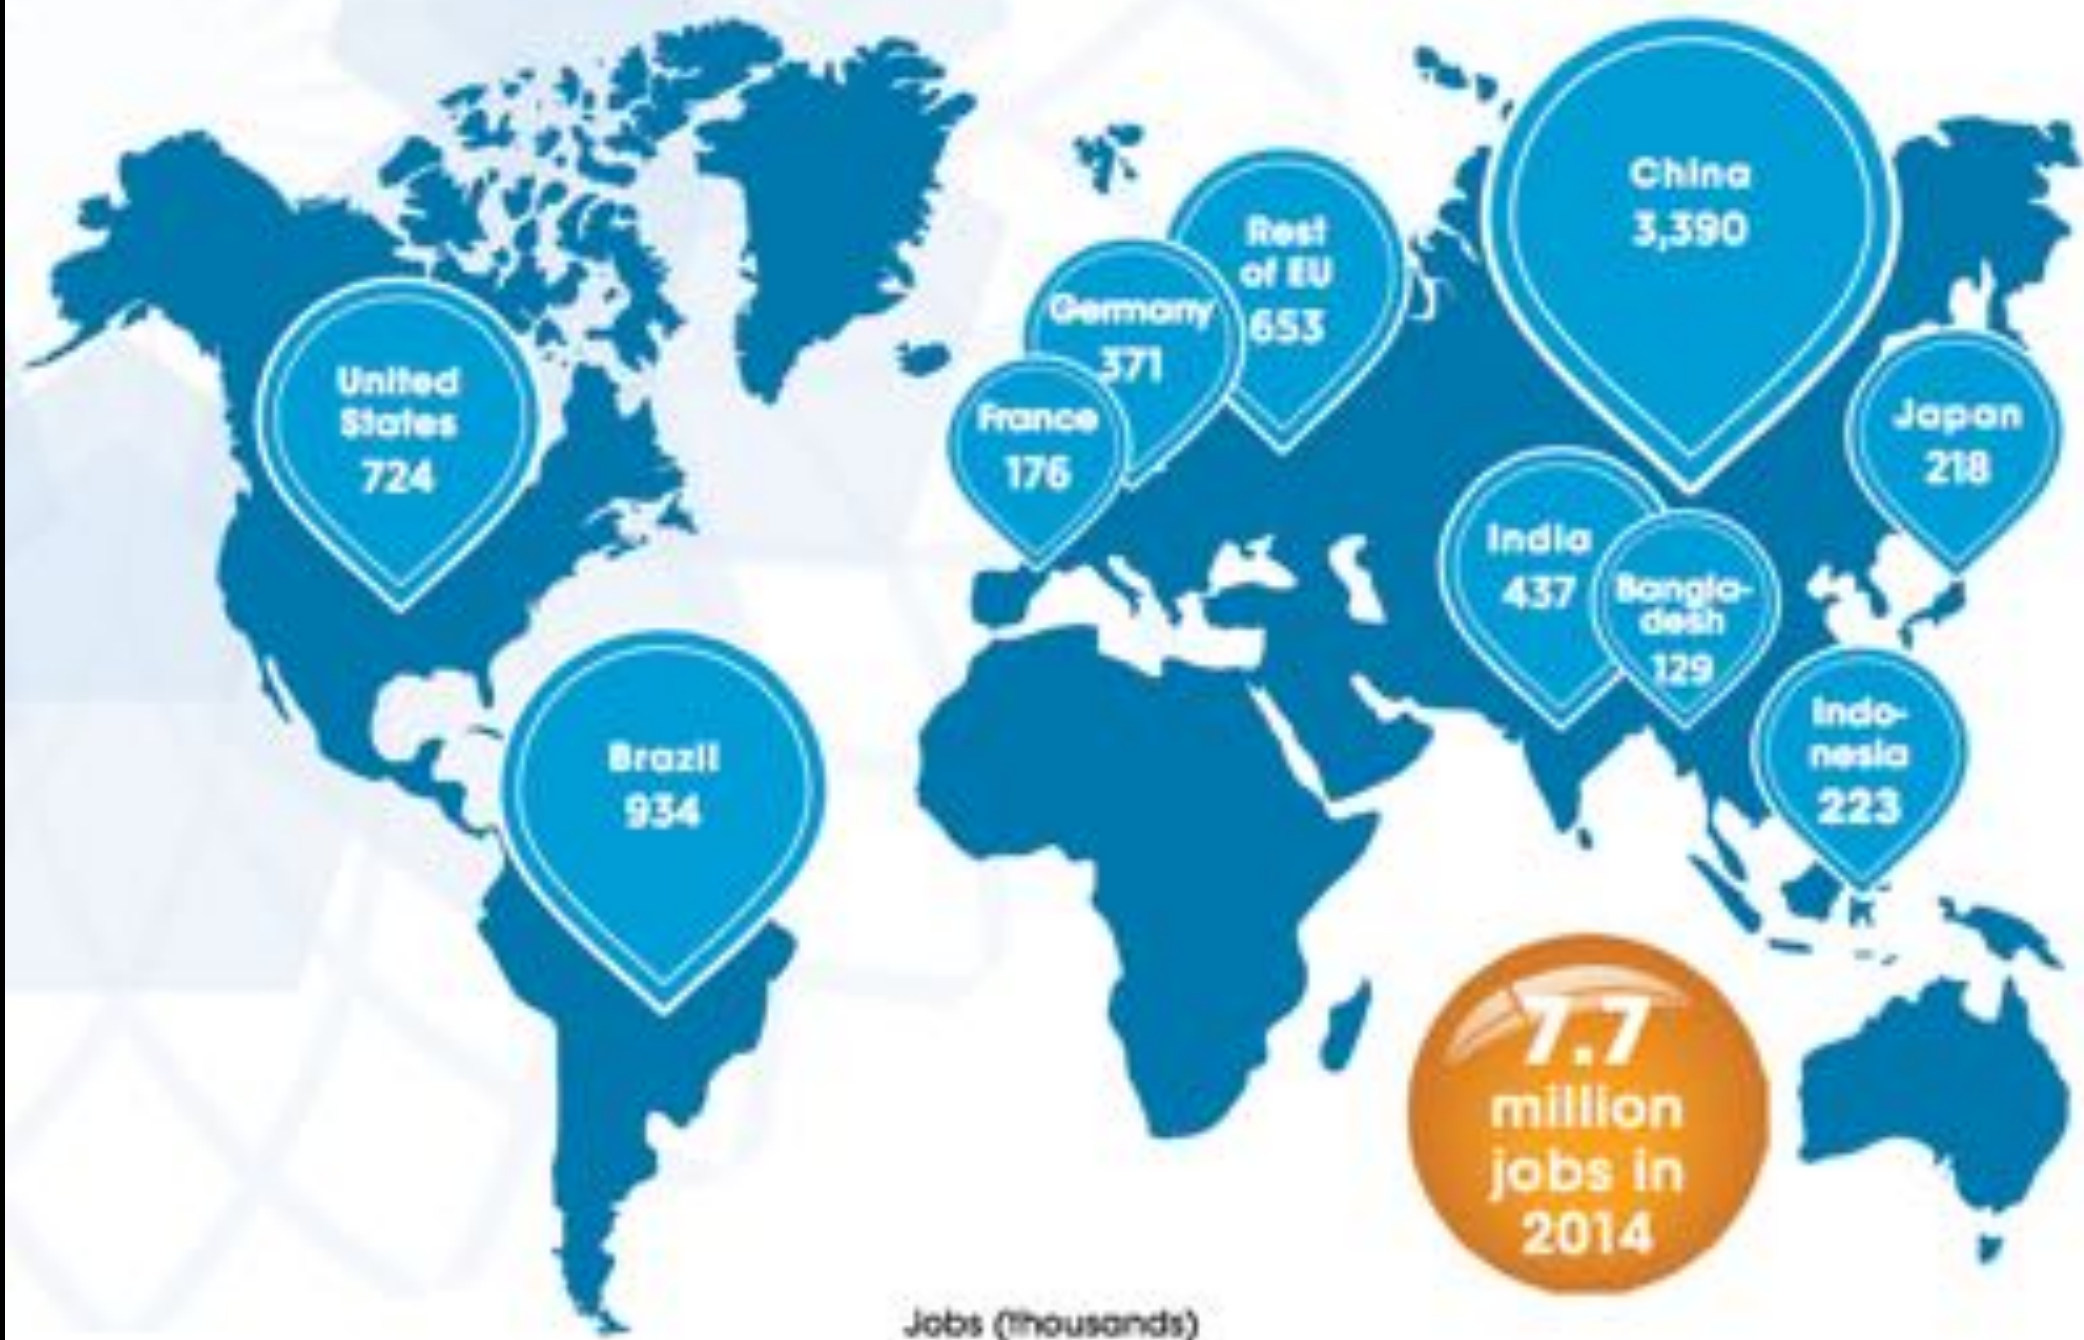 China
3,390
Rest
of EU
653
Germany
371
United
States
724
France
176
Japan
218
India
437
Bangla-
desh
129
Indo-
nesia
223
Brazil
934
7.7
million
jobs in
2014
Jobs (thousands)